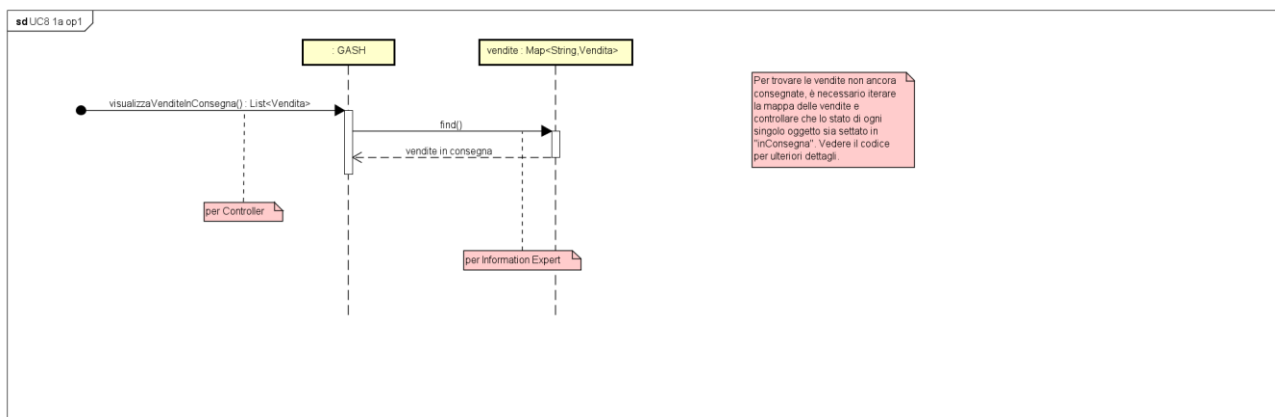 sd UC8 1a op1
: GASH
vendite : Map<String,Vendita>
visualizzaVenditeInConsegna() : List<Vendita>
find()
vendite in consegna
per Controller
per Information Expert
Per trovare le vendite non ancora
consegnate, è necessario iterare
la mappa delle vendite e
controllare che lo stato di ogni
singolo oggetto sia settato in
"inConsegna". Vedere il codice
per ulteriori dettagli.